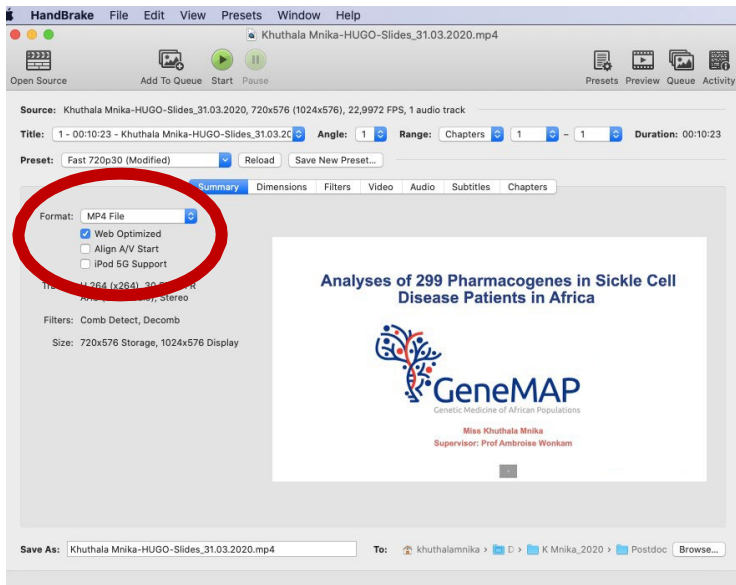 HandBrake File Edit View Presets Window Help
Khuthala Mnika-HUGO-Slides_31.03.2020.mp4
Open Source Add To Queue Start Pause Presets Preview Queue Activity
Source: Khuthala Mnika-HUGO-Slides_31.03.2020, 720x576 (1024x576), 22,9972 FPS, 1 audio track
Title: 1 - 00:10:23 - Khuthala Mnika-HUGO-Slides_31.03.2C Angle: 1 Range: Chapters 1 - 1 Duration: 00:10:23
Preset: Fast 720p30 (Modified) Reload Save New Preset...
Summary Dimensions Filters Video Audio Subtitles Chapters
Format: MP4 File
Web Optimized
Align A/V Start
iPod 5G Support
H.264 (x264), 30
Stereo
Filters: Comb Detect, Decomb
Size: 720x576 Storage, 1024x576 Display
Analyses of 299 Pharmacogenes in Sickle Cell
Disease Patients in Africa
GeneMAP
Genetic Medicine of African Populations
Miss Khuthala Mnika
Supervisor: Prof Ambroise Wonkam
Save As: Khuthala Mnika-HUGO-Slides_31.03.2020.mp4 To: khuthalamnika › D › K Mnika_2020 › Postdoc Browse...